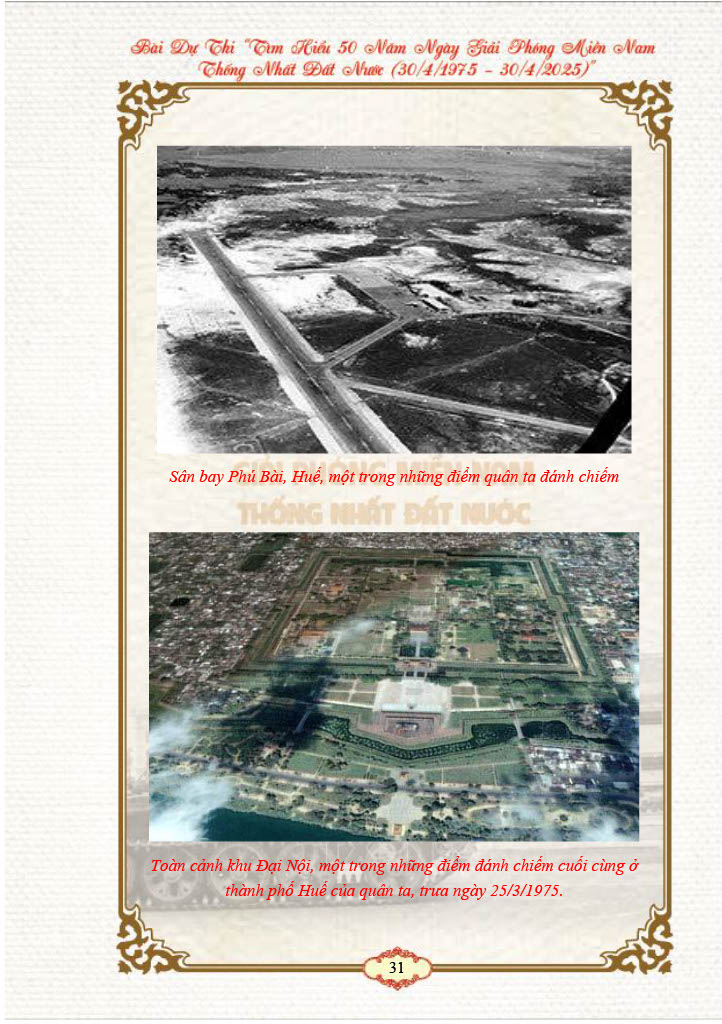 Bài Dự Thi “Tìm Hiểu 50 Năm Ngày Giải Phóng Miền Nam
Thống Nhất Đất Nước (30/4/1975 – 30/4/2025)”
Sân bay Phú Bài, Huế, một trong những điểm quân ta đánh chiếm
THỐNG NHẤT ĐẤT NƯỚC
Toàn cảnh khu Đại Nội, một trong những điểm đánh chiếm cuối cùng ở
thành phố Huế của quân ta, trưa ngày 25/3/1975.
31